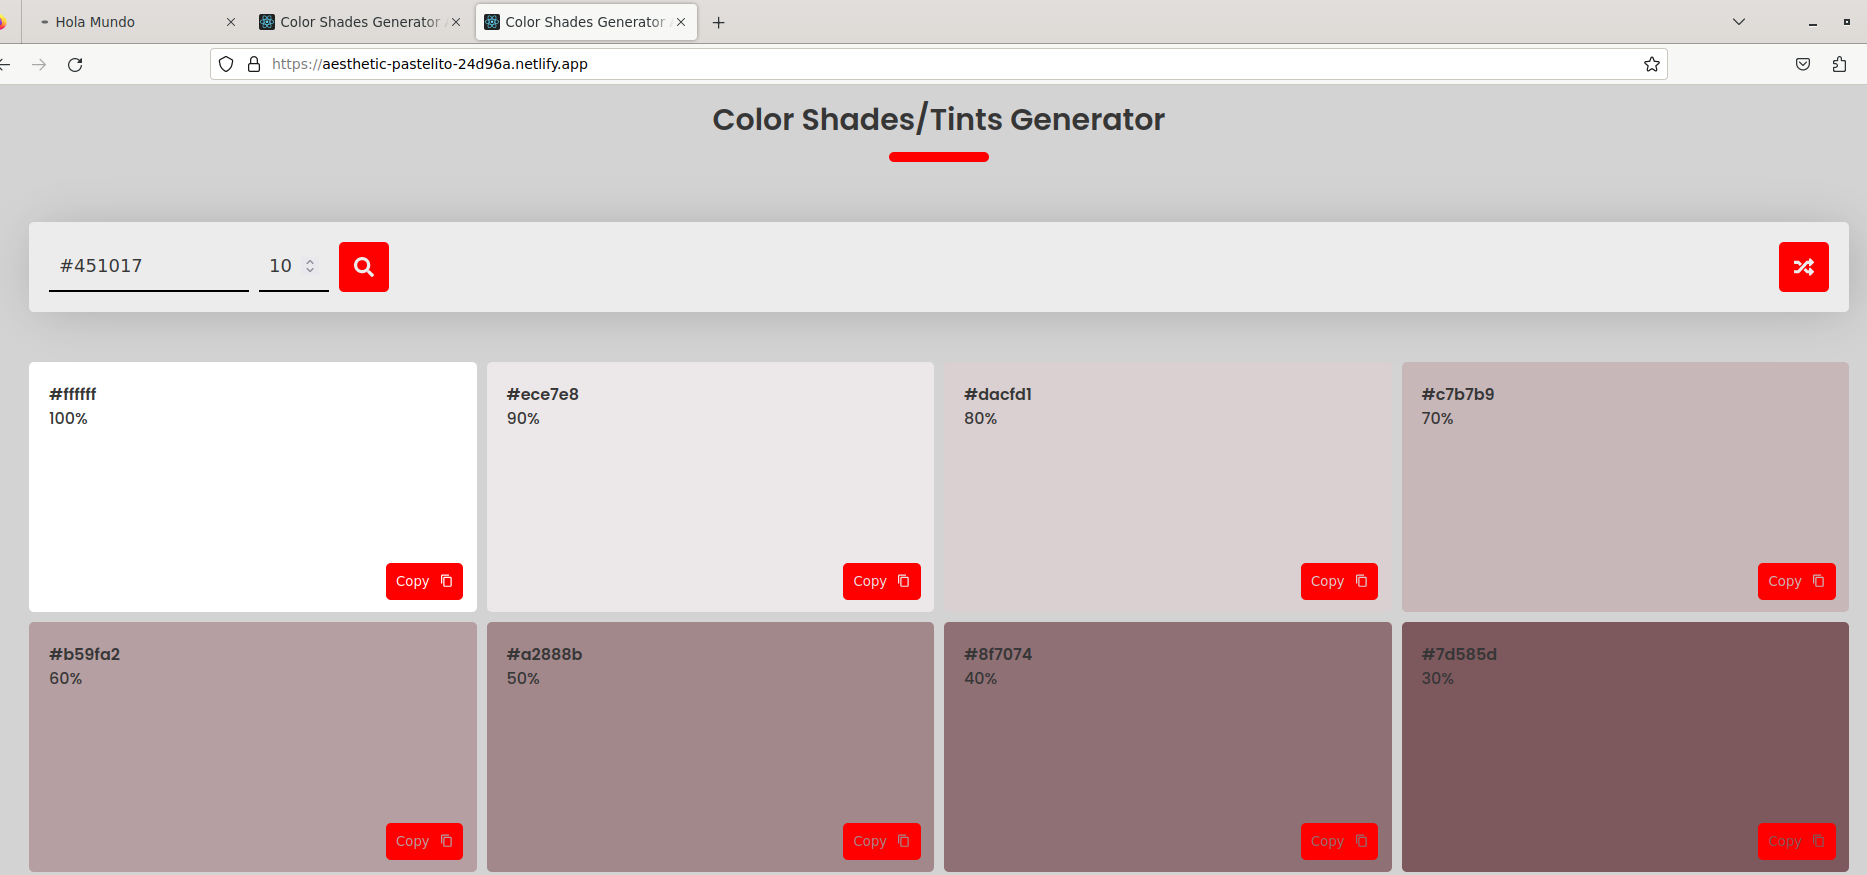 Hola Mundo
Color Shades Generator
Color Shades Generator
https://aesthetic-pastelito-24d96a.netlify.app
Color Shades/Tints Generator
#451017 10
#ffffff #ece7e8 #dacfd1 #c7b7b9
100% 90% 80% 70%
Copy Copy Copy Copy
#b59fa2 #a2888b #8f7074 #7d585d
60% 50% 40% 30%
Copy Copy Copy Copy